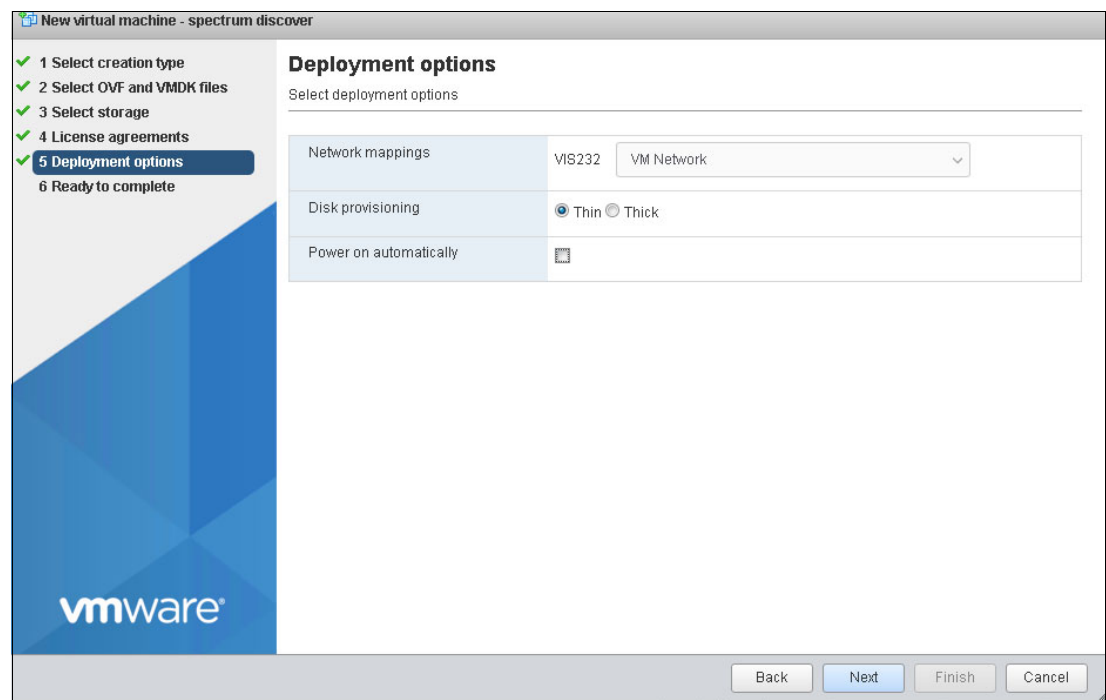 New virtual machine - spectrum discover
1 Select creation type
2 Select OVF and VMDK files
3 Select storage
4 License agreements
5 Deployment options
6 Ready to complete
Deployment options
Select deployment options
Network mappings VIS232 VM Network
Disk provisioning Thin Thick
Power on automatically
vmware®
Back Next Finish Cancel